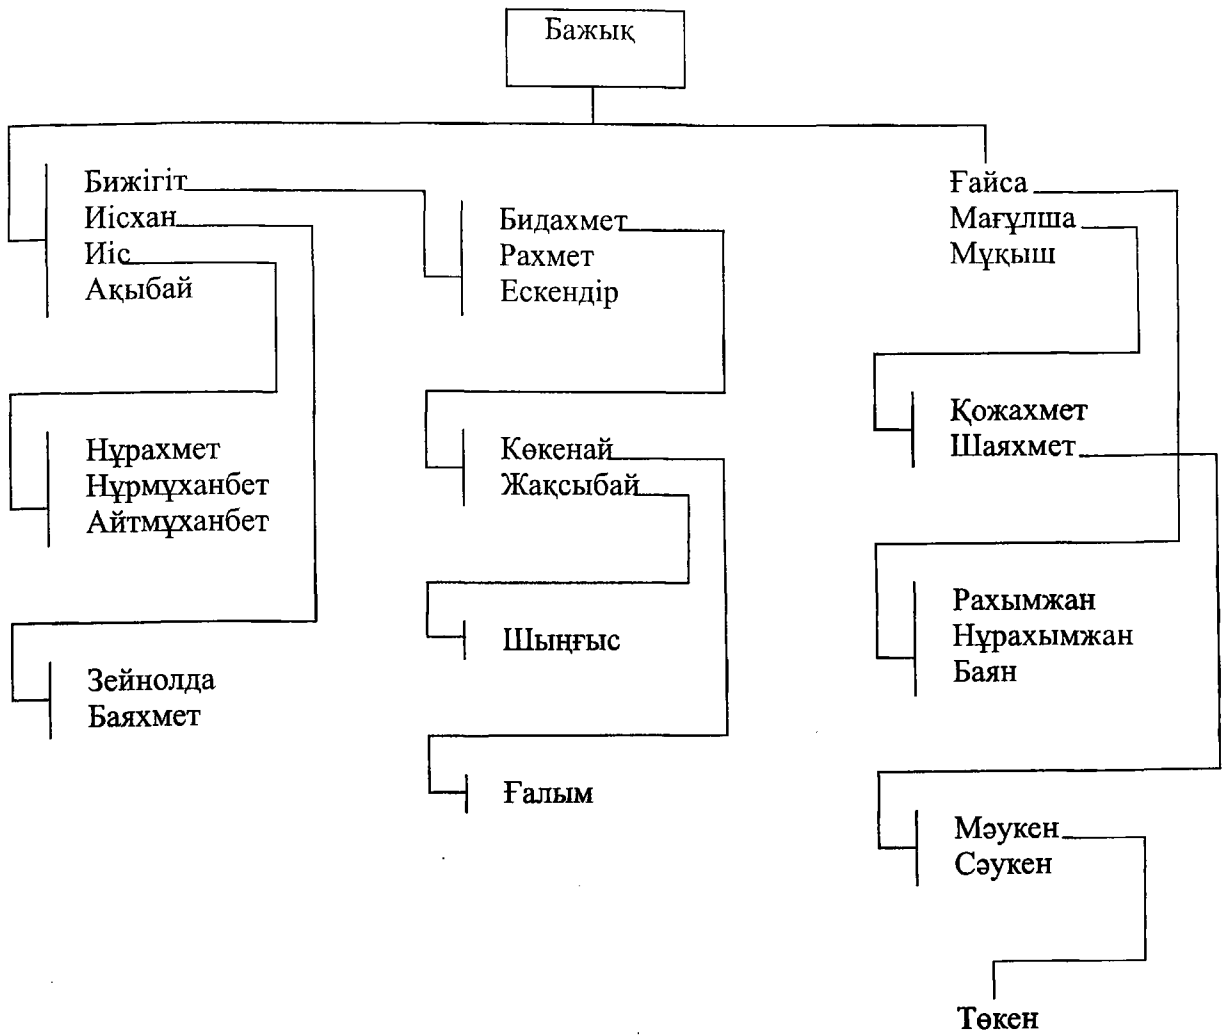 Бажық
Бижігіт
Иісхан
Иіс
Ақыбай
Бидахмет
Рахмет
Ескендір
Ғайса
Мағұлша
Мұқыш
Нұрахмет
Нұрмұханбет
Айтмұханбет
Көкенай
Жақсыбай
Қожахмет
Шаяхмет
Зейнолда
Баяхмет
Шыңғыс
Рахымжан
Нұрахымжан
Баян
Ғалым
Мәукен
Сәукен
Төкен